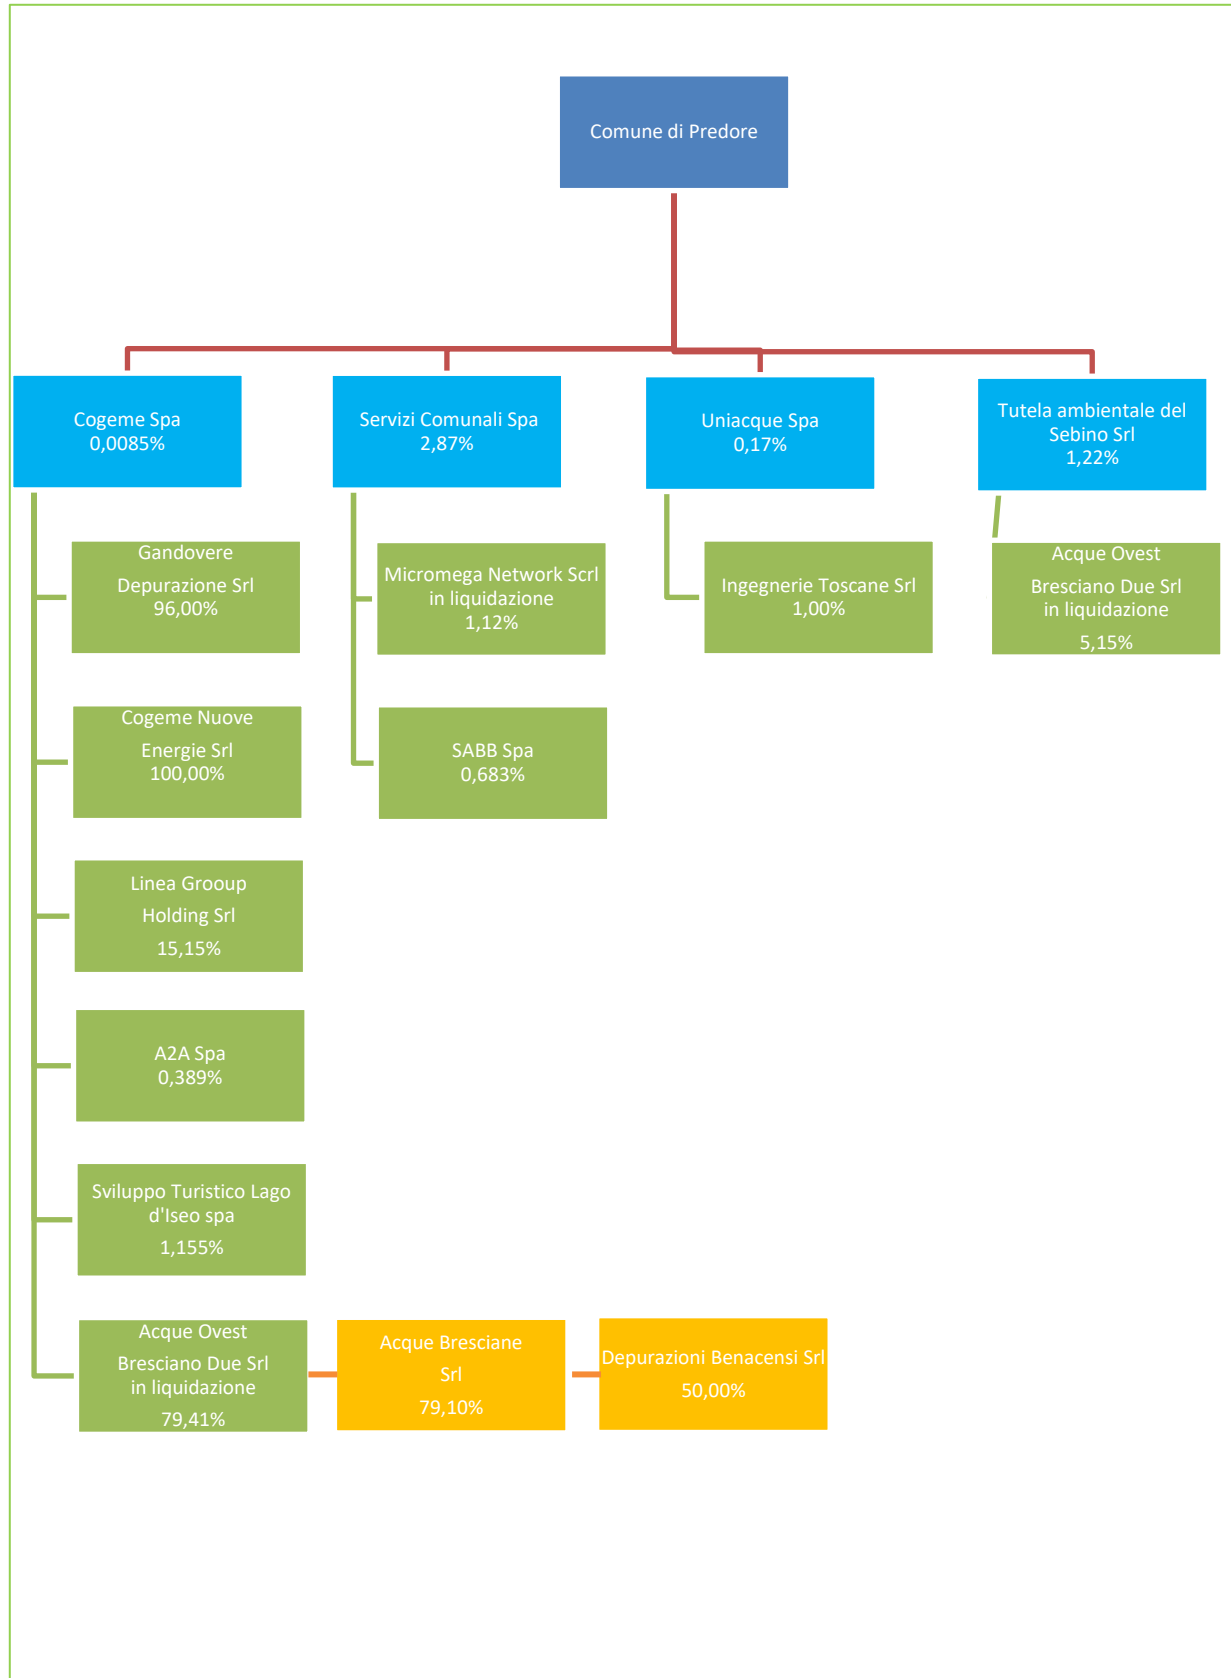 Comune di Predore
Cogeme Spa
0,0085%
Servizi Comunali Spa
2,87%
Uniacque Spa
0,17%
Tutela ambientale del
Sebino Srl
1,22%
Gandovere
Depurazione Srl
96,00%
Micromega Network Scrl
in liquidazione
1,12%
Ingegnerie Toscane Srl
1,00%
Acque Ovest
Bresciano Due Srl
in liquidazione
5,15%
Cogeme Nuove
Energie Srl
100,00%
SABB Spa
0,683%
Linea Grooup
Holding Srl
15,15%
A2A Spa
0,389%
Sviluppo Turistico Lago
d'Iseo spa
1,155%
Acque Ovest
Bresciano Due Srl
in liquidazione
79,41%
Acque Bresciane
Srl
79,10%
Depurazioni Benacensi Srl
50,00%